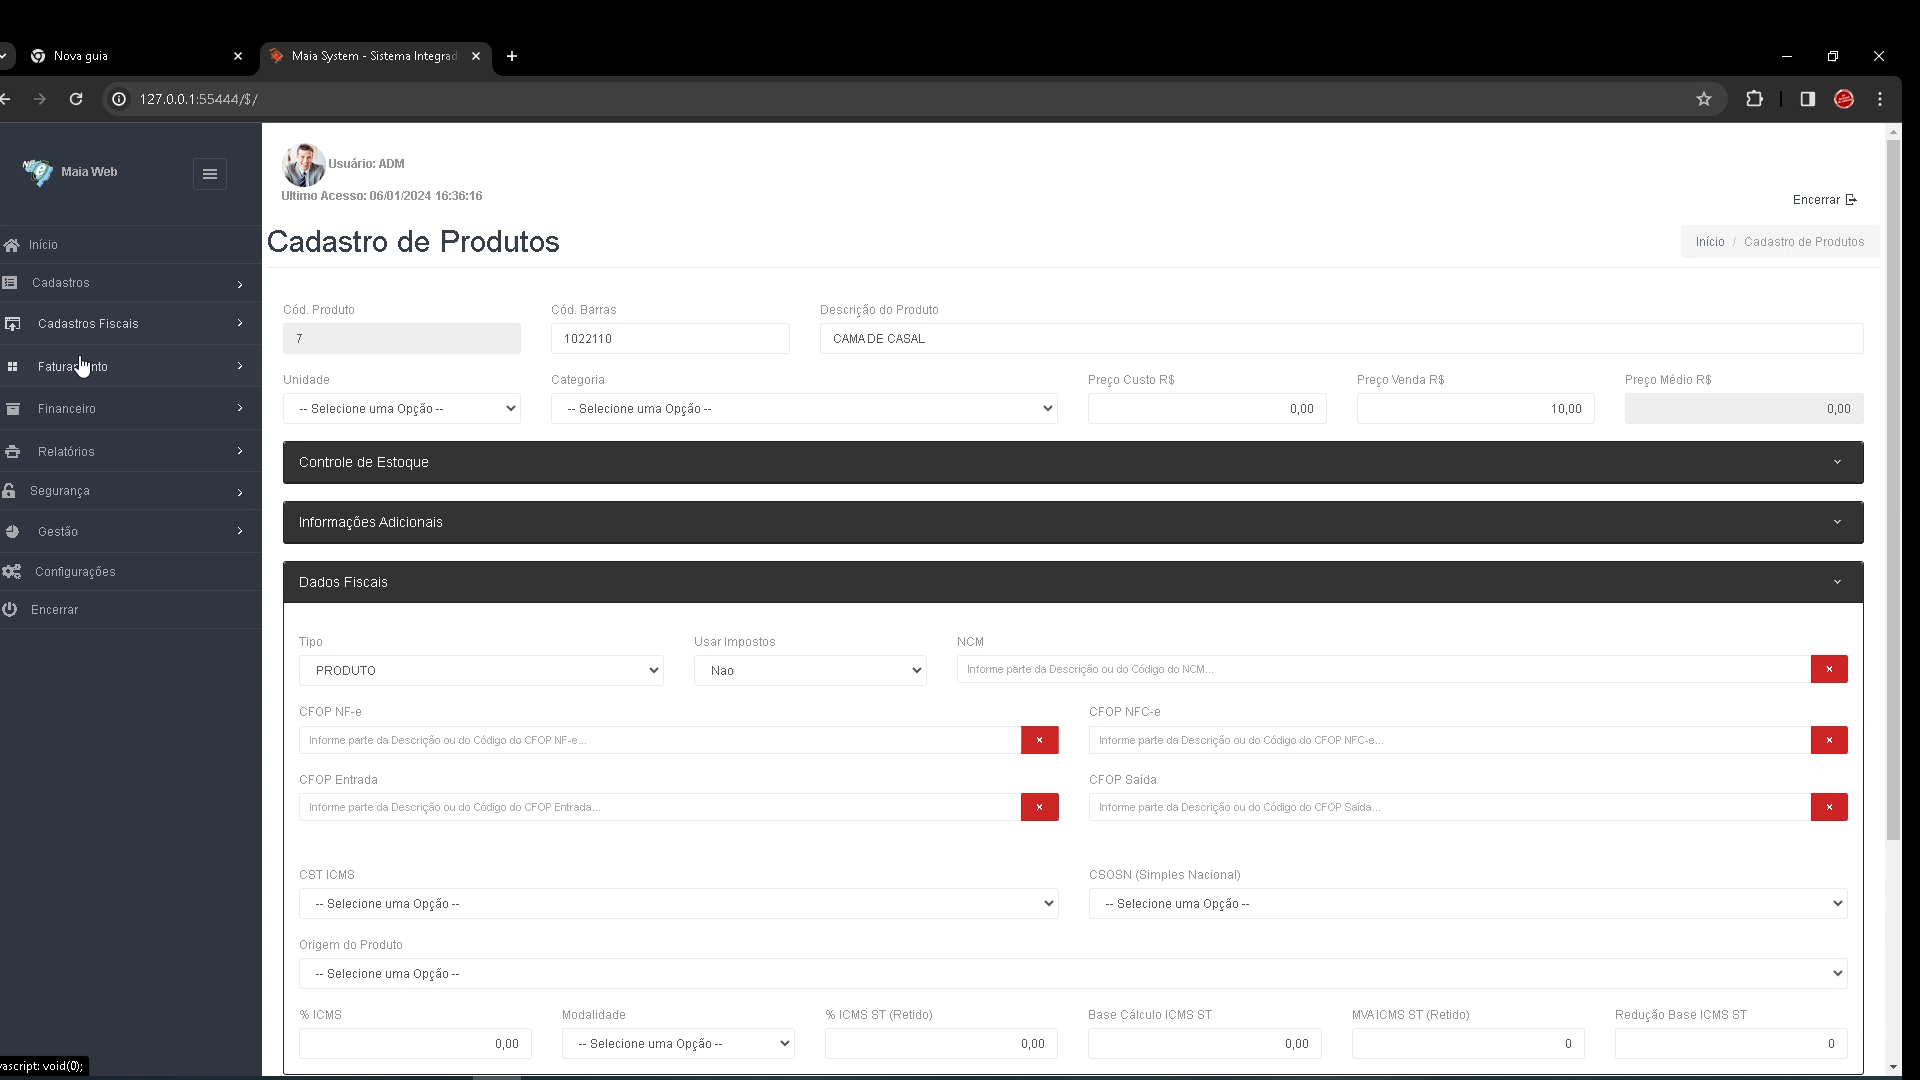 Nova guia
Maia System - Sistema Integrad
127.0.0.1:55444/$/
NF
e
Maia Web
Usuário: ADM
Ultimo Acesso: 06/01/2024 16:36:16
Encerrar
Cadastro de Produtos
Início / Cadastro de Produtos
Início
Cadastros
Cadastros Fiscais
Financeiro
Relatórios
Segurança
Gestão
Configurações
Encerrar
Cód. Produto
Cód. Barras
Descrição do Produto
7
1022110
CAMA DE CASAL
Unidade
Categoria
Preço Custo R$
Preço Venda R$
Preço Médio R$
-- Selecione uma Opção --
-- Selecione uma Opção --
0,00
10,00
0,00
Controle de Estoque
Informações Adicionais
Dados Fiscais
Tipo
Usar Impostos
NCM
PRODUTO
Nao
Informe parte da Descrição ou do Código do NCM...
CFOP NF-e
CFOP NFC-e
Informe parte da Descrição ou do Código do CFOP NF-e...
Informe parte da Descrição ou do Código do CFOP NFC-e...
CFOP Entrada
CFOP Saída
Informe parte da Descrição ou do Código do CFOP Entrada...
Informe parte da Descrição ou do Código do CFOP Saída...
CST ICMS
CSOSN (Simples Nacional)
-- Selecione uma Opção --
-- Selecione uma Opção --
Origem do Produto
-- Selecione uma Opção --
% ICMS
Modalidade
% ICMS ST (Retido)
Base Cálculo ICMS ST
MVA ICMS ST (Retido)
Redução Base ICMS ST
0,00
-- Selecione uma Opção --
0,00
0,00
0
0
vascript: void(0);